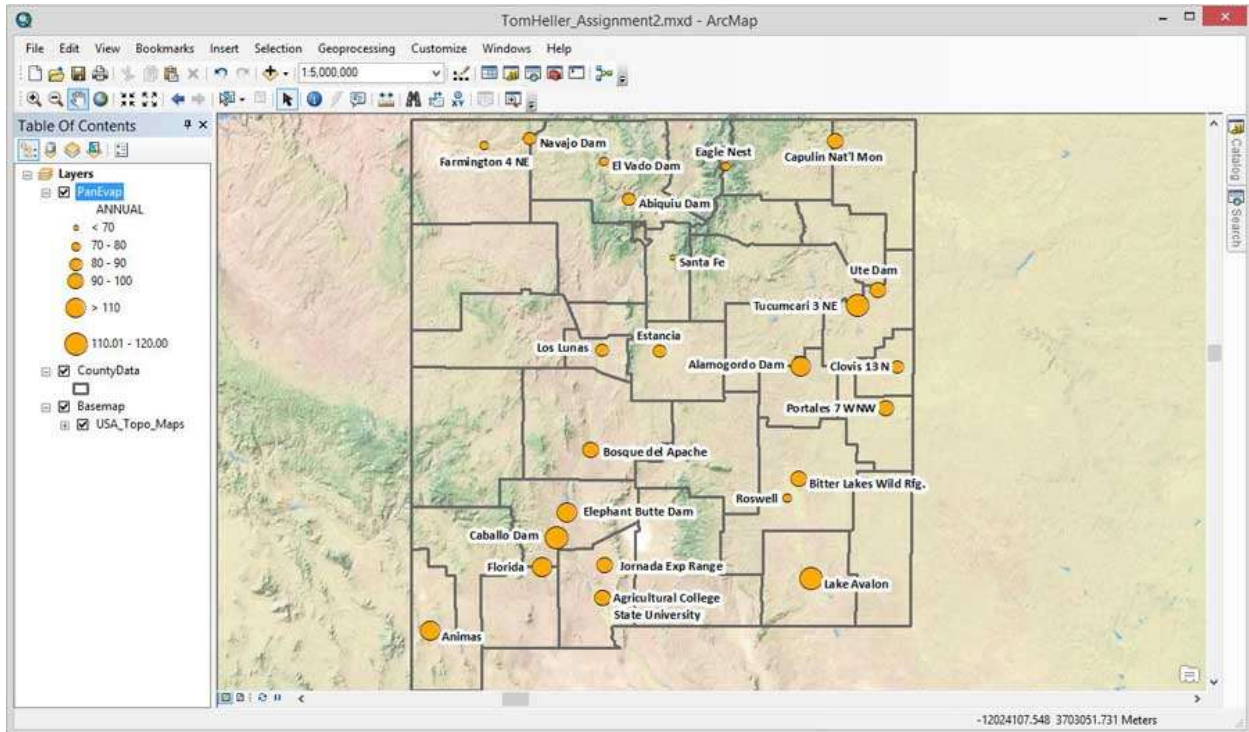 TomHeller_Assignment2.mxd - ArcMap
File Edit View Bookmarks Insert Selection Geoprocessing Customize Windows Help
1:5,000,000
Table Of Contents
Layers
PanEvap
ANNUAL
< 70
70 - 80
80 - 90
90 - 100
> 110
110.01 - 120.00
CountyData
Basemap
USA_Topo_Maps
Farmington 4 NE
Navajo Dam
El Vado Dam
Eagle Nest
Capulin Nat'l Mon
Abiquiu Dam
Santa Fe
Ute Dam
Tucumcari 3 NE
Los Lunas
Estancia
Alamogordo Dam
Clovis 13 N
Portales 7 WNW
Bosque del Apache
Bitter Lakes Wild Rfg.
Roswell
Elephant Butte Dam
Caballo Dam
Florida
Jornada Exp Range
Lake Avalon
Agricultural College
State University
Animas
Catalog
Search
-12024107.548 3703051.731 Meters